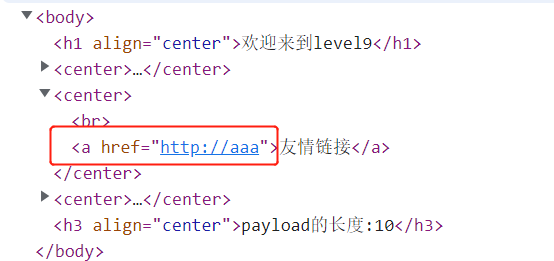 <body>
<h1 align="center">欢迎来到level9</h1>
<center>…</center>
<center>
<br>
<a href="http://aaa">友情链接</a>
</center>
<center>…</center>
<h3 align="center">payload的长度:10</h3>
</body>